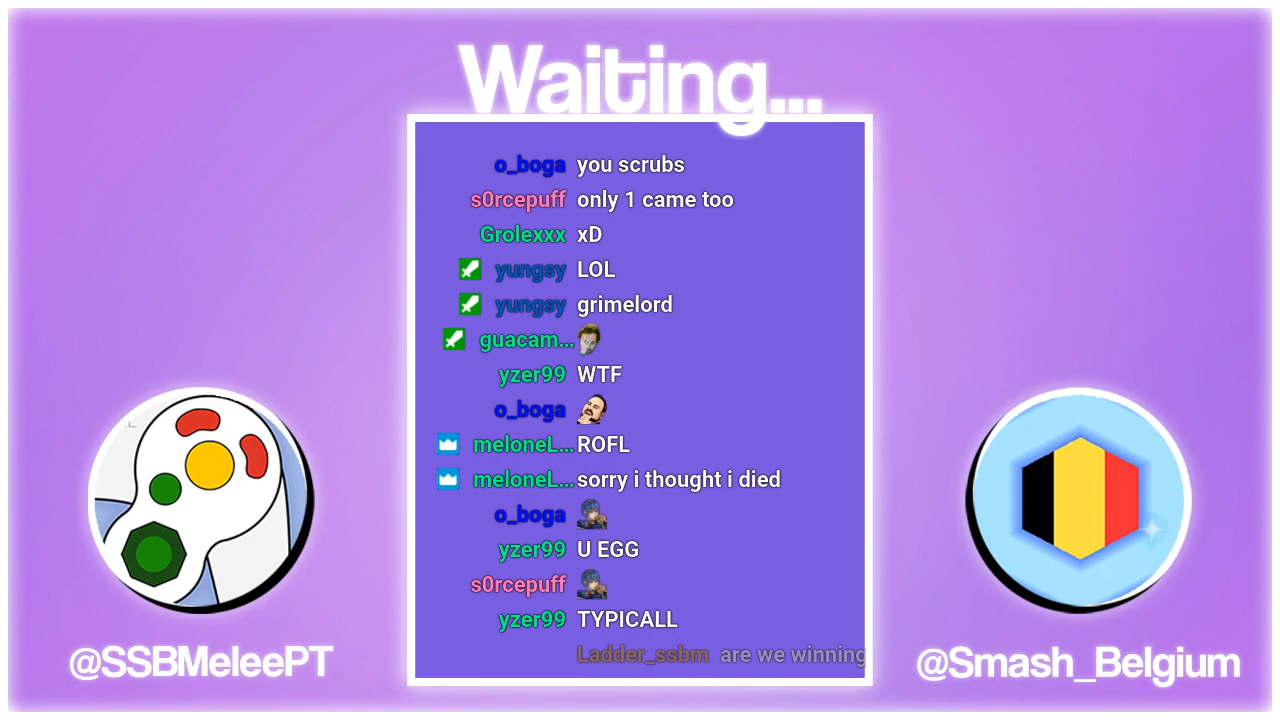 Waiting...
o_boga you scrubs
s0rcepuff only 1 came too
Grolexxx xD
yungsy LOL
yungsy grimelord
guacam...
yzer99 WTF
o_boga
meloneL... ROFL
meloneL... sorry i thought i died
o_boga
yzer99 U EGG
s0rcepuff
yzer99 TYPICALL
Ladder_ssbm are we winning
@SSBMeleePT
@Smash_Belgium